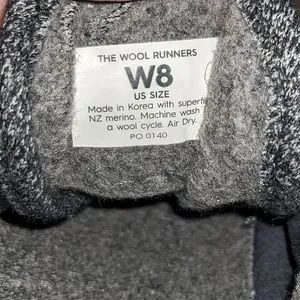 THE WOOL RUNNERS
W8
US SIZE
Made in Korea with superfi
NZ merino. Machine wash
a wool cycle. Air Dry.
PO 0140